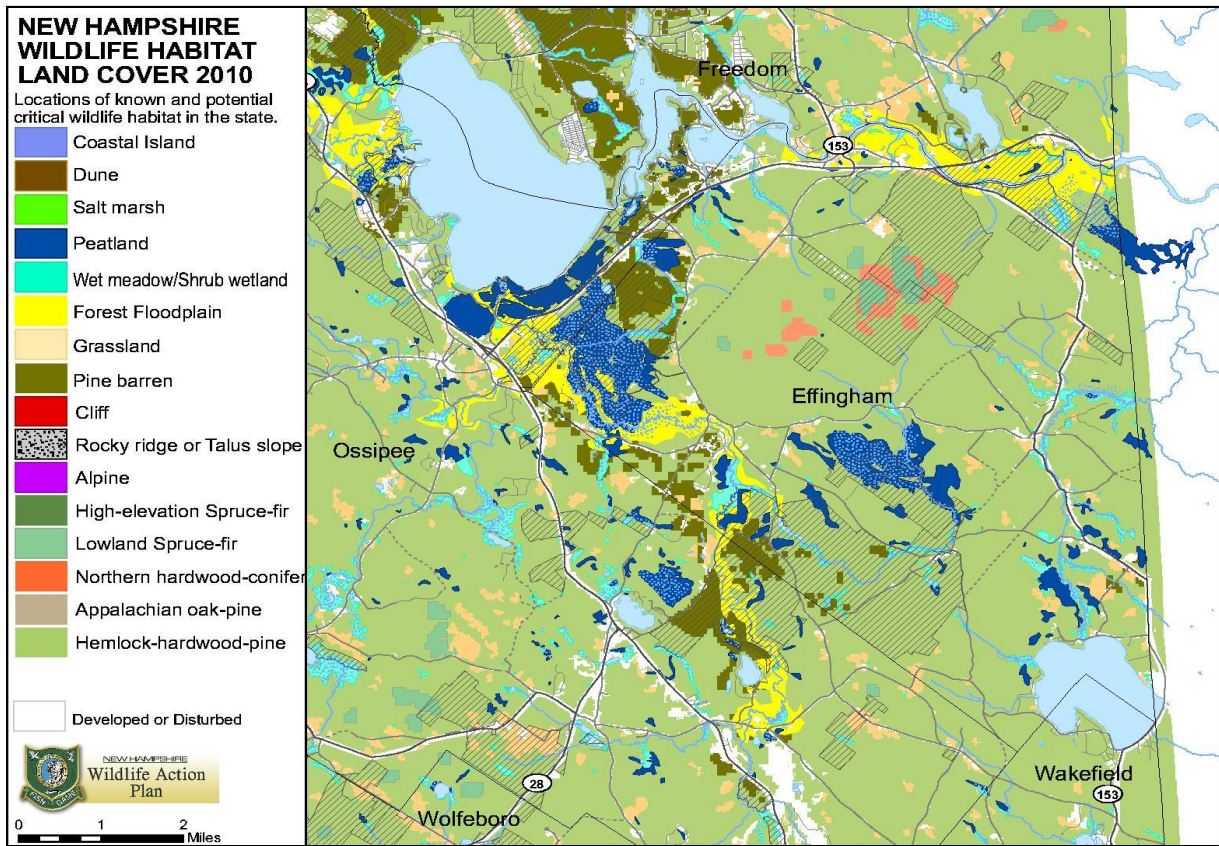 NEW HAMPSHIRE
WILDLIFE HABITAT
LAND COVER 2010
Locations of known and potential
critical wildlife habitat in the state.
Coastal Island
Dune
Salt marsh
Peatland
Wet meadow/Shrub wetland
Forest Floodplain
Grassland
Pine barren
Cliff
Rocky ridge or Talus slope
Alpine
High-elevation Spruce-fir
Lowland Spruce-fir
Northern hardwood-conifer
Appalachian oak-pine
Hemlock-hardwood-pine
Developed or Disturbed
NEW HAMPSHIRE
Wildlife Action
Plan
0 1 2
Miles
Freedom
153
Effingham
Ossipee
28
Wolfeboro
Wakefield
153